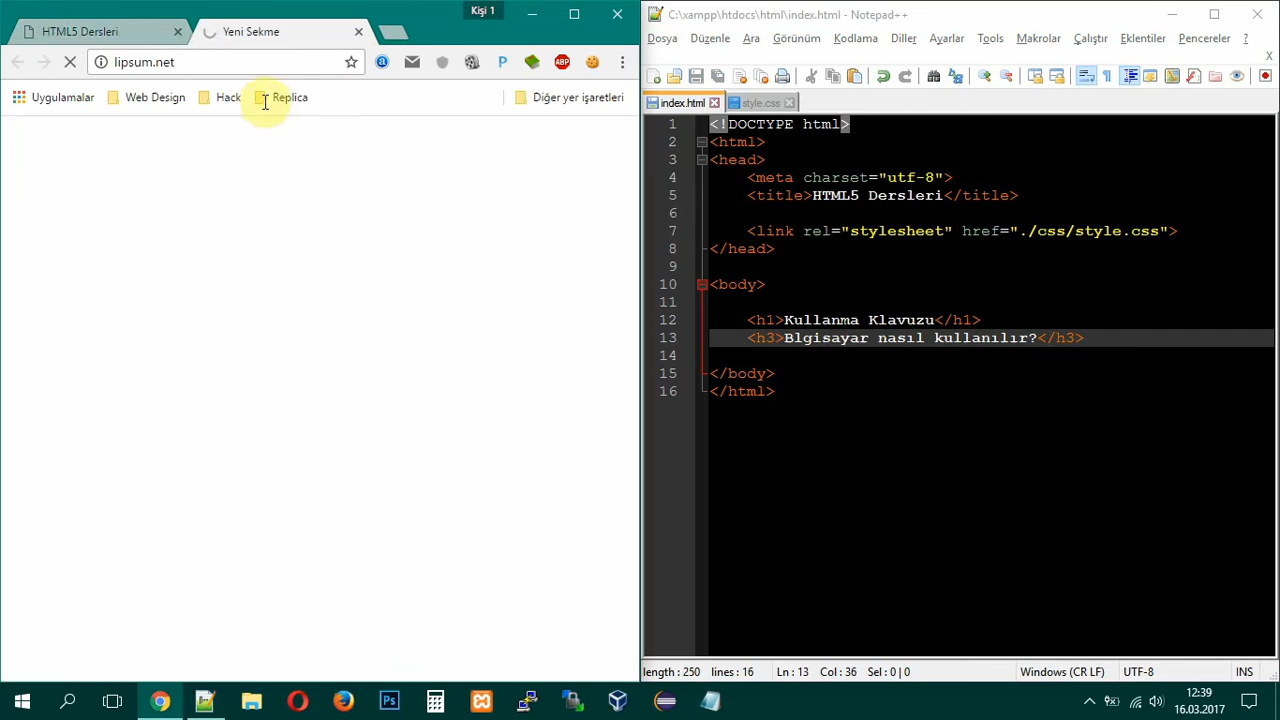 Kişi 1
HTML5 Dersleri
Yeni Sekme
lipsum.net
Uygulamalar
Web Design
Hack
Replica
Diğer yer işaretleri
C:\xampp\htdocs\html\index.html - Notepad++
Dosya Düzenle Ara Görünüm Kodlama Diller Ayarlar Tools Makrolar Çalıştır Eklentiler Pencereler ? X
index.html style.css
1 <!DOCTYPE html>
2 <html>
3 <head>
4 <meta charset="utf-8">
5 <title>HTML5 Dersleri</title>
6
7 <link rel="stylesheet" href="./css/style.css">
8 </head>
9
10 <body>
11
12 <h1>Kullanma Klavuzu</h1>
13 <h3>Blgisayar nasıl kullanılır?</h3>
14
15 </body>
16 </html>
length : 250 lines : 16 Ln : 13 Col : 36 Sel : 0 | 0 Windows (CR LF) UTF-8 INS
12:39
16.03.2017